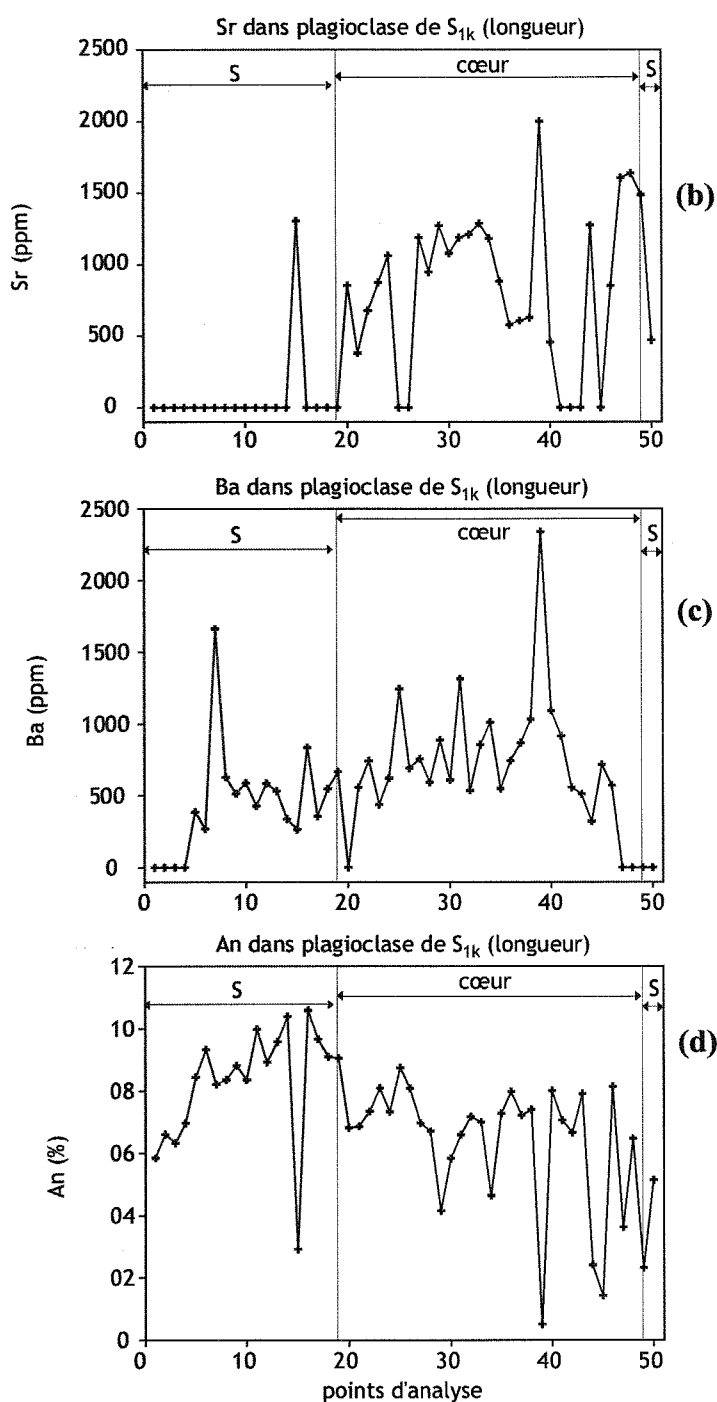 Sr dans plagioclase de S1k (longueur)
2500
2000
1500
1000
500
0
Sr (ppm)
S
cœur
S
(b)
0 10 20 30 40 50
Ba dans plagioclase de S1k (longueur)
2500
2000
1500
1000
500
0
Ba (ppm)
S
cœur
S
(c)
0 10 20 30 40 50
An dans plagioclase de S1k (longueur)
12
10
08
06
04
02
0
An (%)
S
cœur
S
(d)
0 10 20 30 40 50
points d'analyse